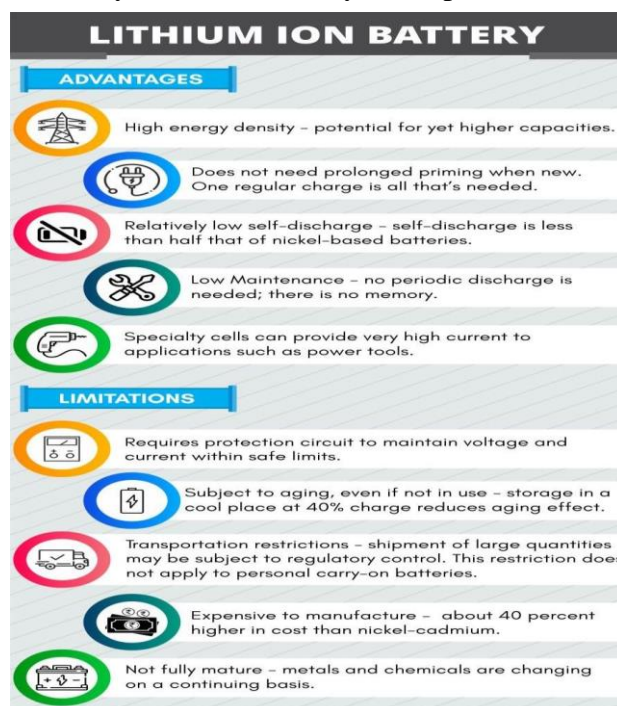 LITHIUM ION BATTERY
ADVANTAGES
High energy density – potential for yet higher capacities.
Does not need prolonged priming when new.
One regular charge is all that's needed.
Relatively low self-discharge – self-discharge is less
than half that of nickel-based batteries.
Low Maintenance – no periodic discharge is
needed; there is no memory.
Specialty cells can provide very high current to
applications such as power tools.
LIMITATIONS
Requires protection circuit to maintain voltage and
current within safe limits.
Subject to aging, even if not in use – storage in a
cool place at 40% charge reduces aging effect.
Transportation restrictions – shipment of large quantities
may be subject to regulatory control. This restriction does
not apply to personal carry-on batteries.
Expensive to manufacture – about 40 percent
higher in cost than nickel-cadmium.
Not fully mature – metals and chemicals are changing
on a continuing basis.